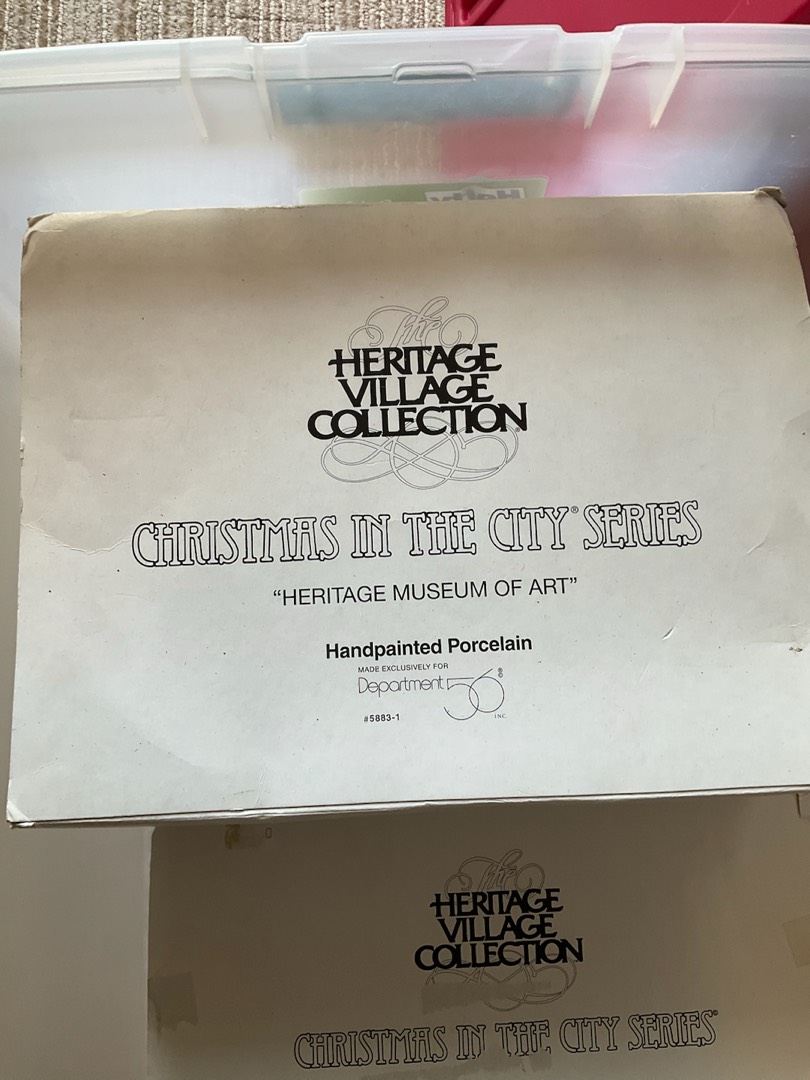 The
HERITAGE
VILLAGE
COLLECTION
CHRISTMAS IN THE CITY® SERIES
“HERITAGE MUSEUM OF ART”
Handpainted Porcelain
MADE EXCLUSIVELY FOR
Department 56®
INC.
#5883-1
The
HERITAGE
VILLAGE
COLLECTION
CHRISTMAS IN THE CITY SERIES®